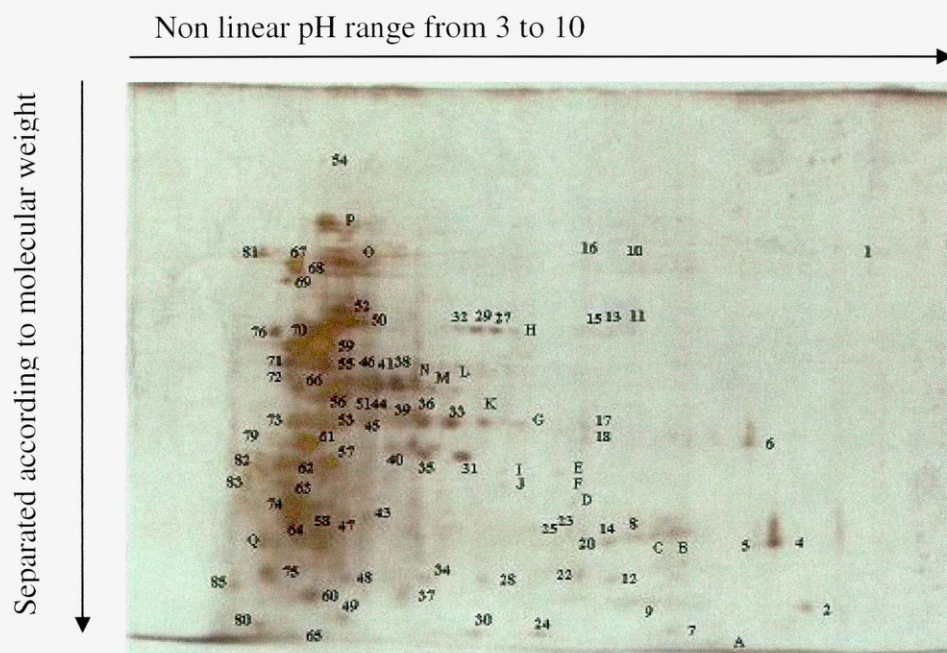 Non linear pH range from 3 to 10
Separated according to molecular weight
54
P
81 67 O 16 10 1
68
69
52
50 32 29 27 15 13 11
76 70 H
59
71 55 46 41 38
72 66 N M L
56 51 44 39 36 33 K
73 53 45 G 17
79 61 18 6
57
82 62 40 35 31 I E
83 63 J F
74 D
64 58 47 43 25 23 14 8
Q 20 C B 5 4
75 48 34 28 22 12
85
60 49 37 9 2
80 65 30 24 7
A